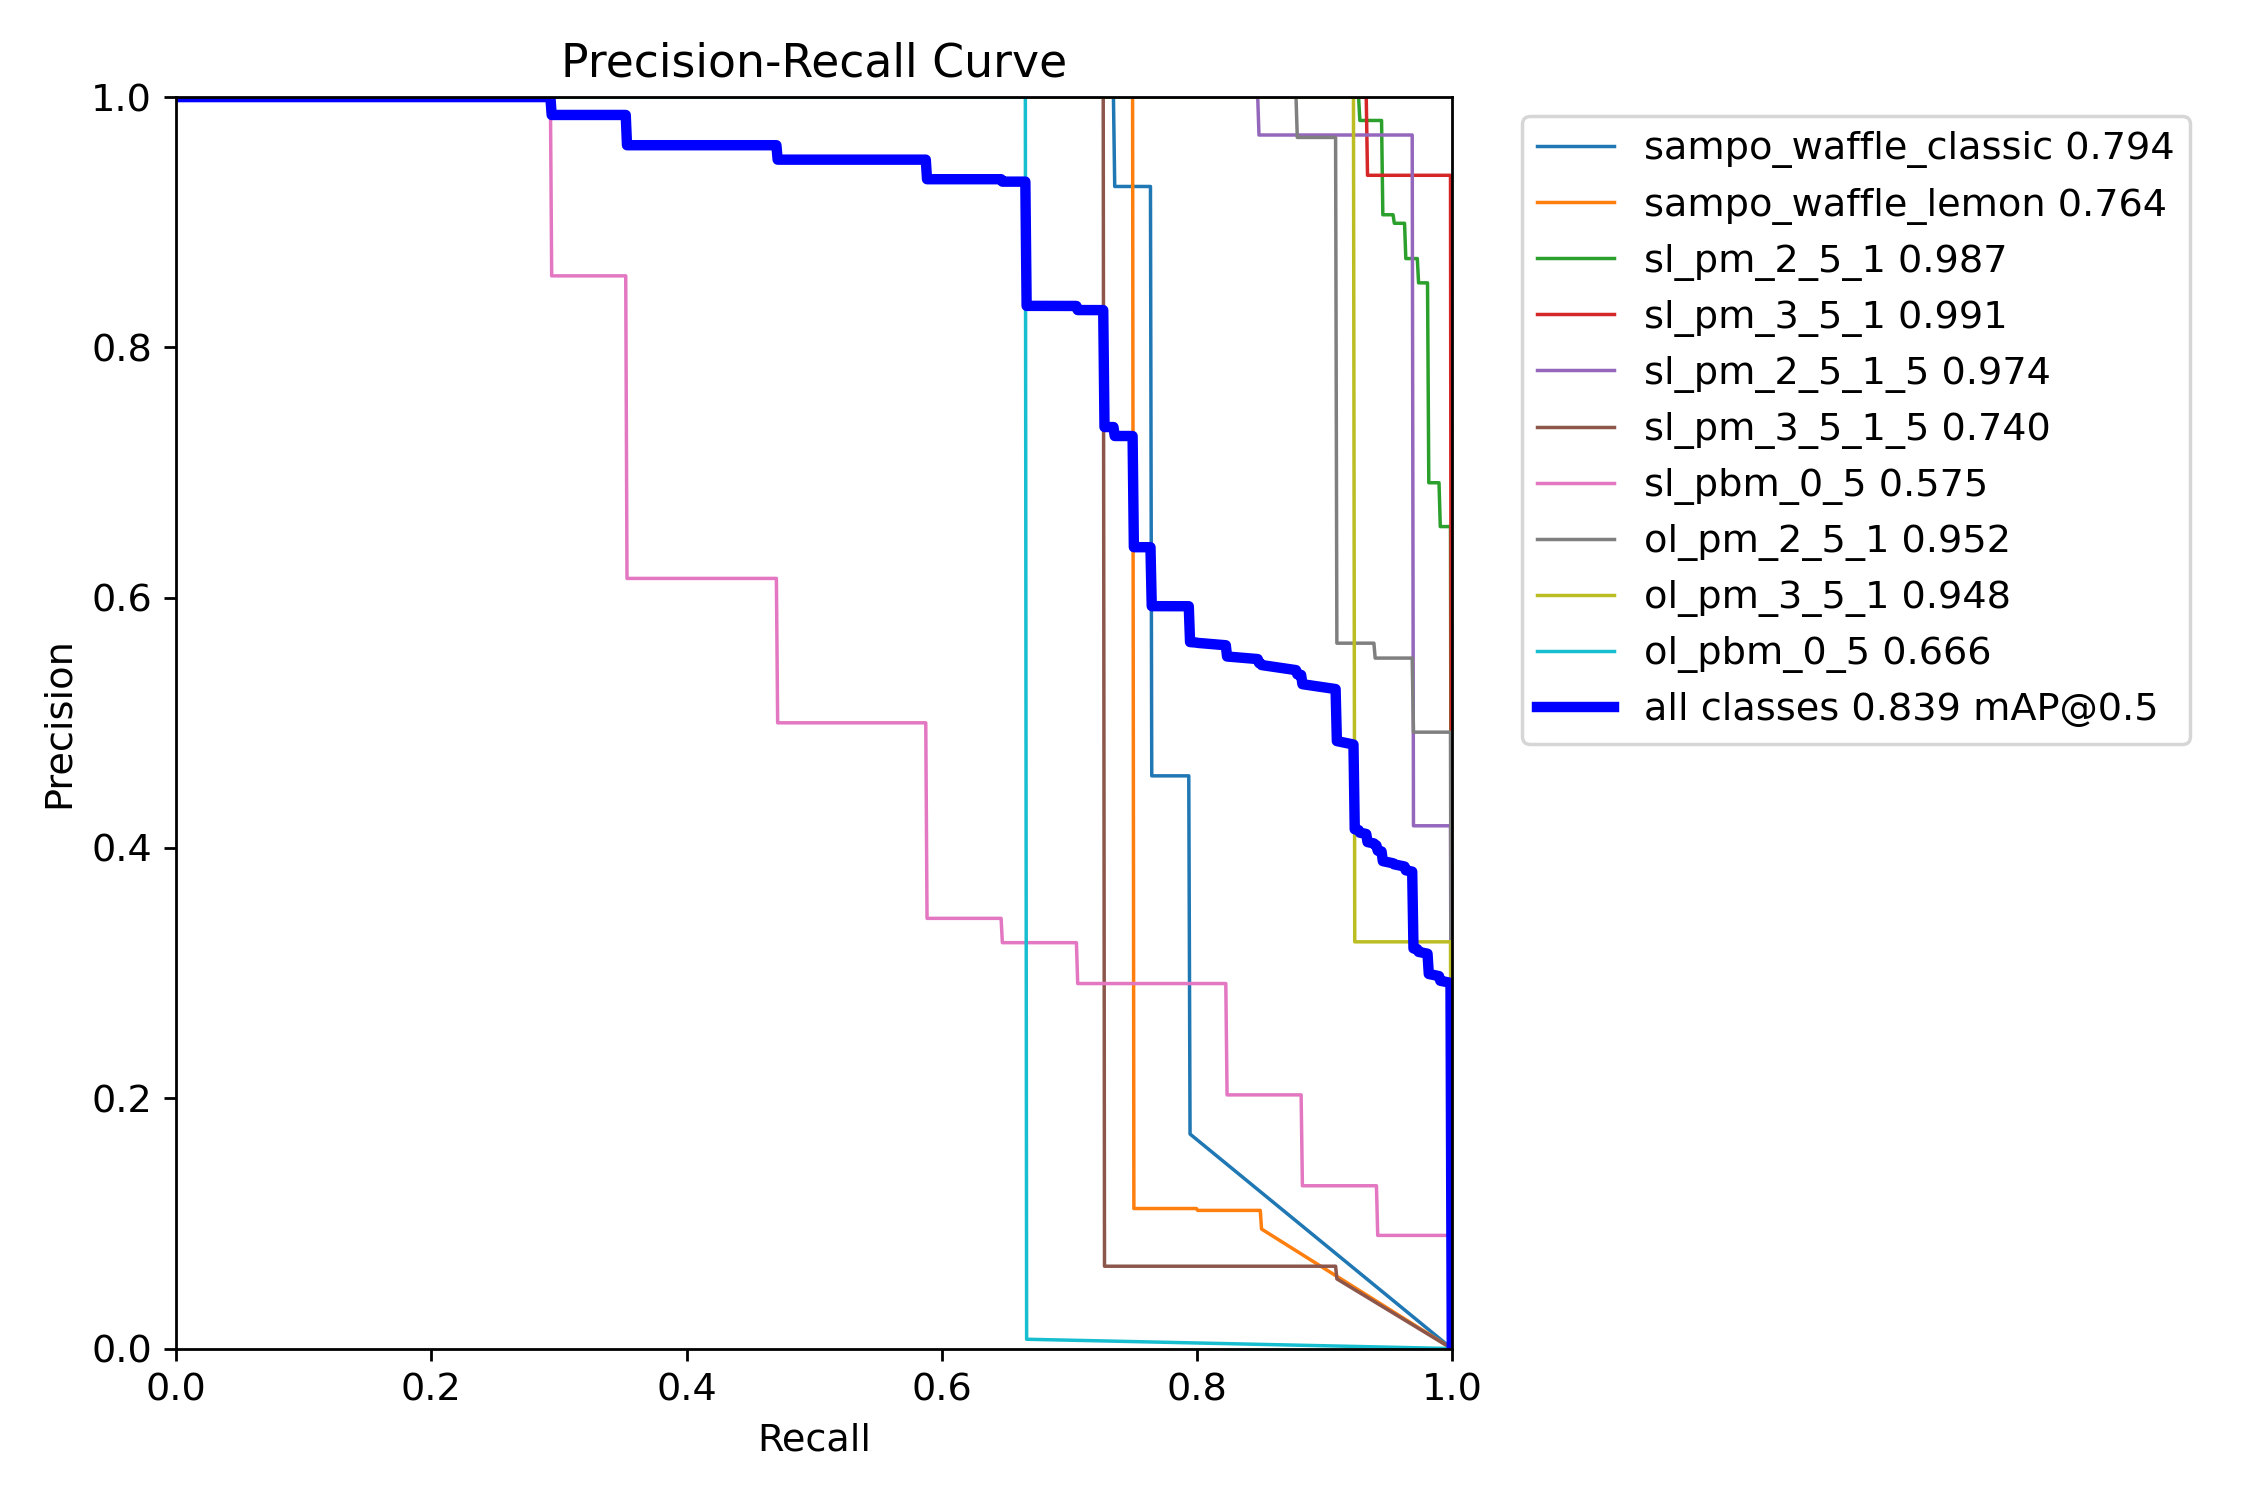 Precision-Recall Curve
1.0
0.8
0.6
0.4
0.2
0.0
Precision
0.0 0.2 0.4 0.6 0.8 1.0
Recall
sampo_waffle_classic 0.794
sampo_waffle_lemon 0.764
sl_pm_2_5_1 0.987
sl_pm_3_5_1 0.991
sl_pm_2_5_1_5 0.974
sl_pm_3_5_1_5 0.740
sl_pbm_0_5 0.575
ol_pm_2_5_1 0.952
ol_pm_3_5_1 0.948
ol_pbm_0_5 0.666
all classes 0.839 mAP@0.5